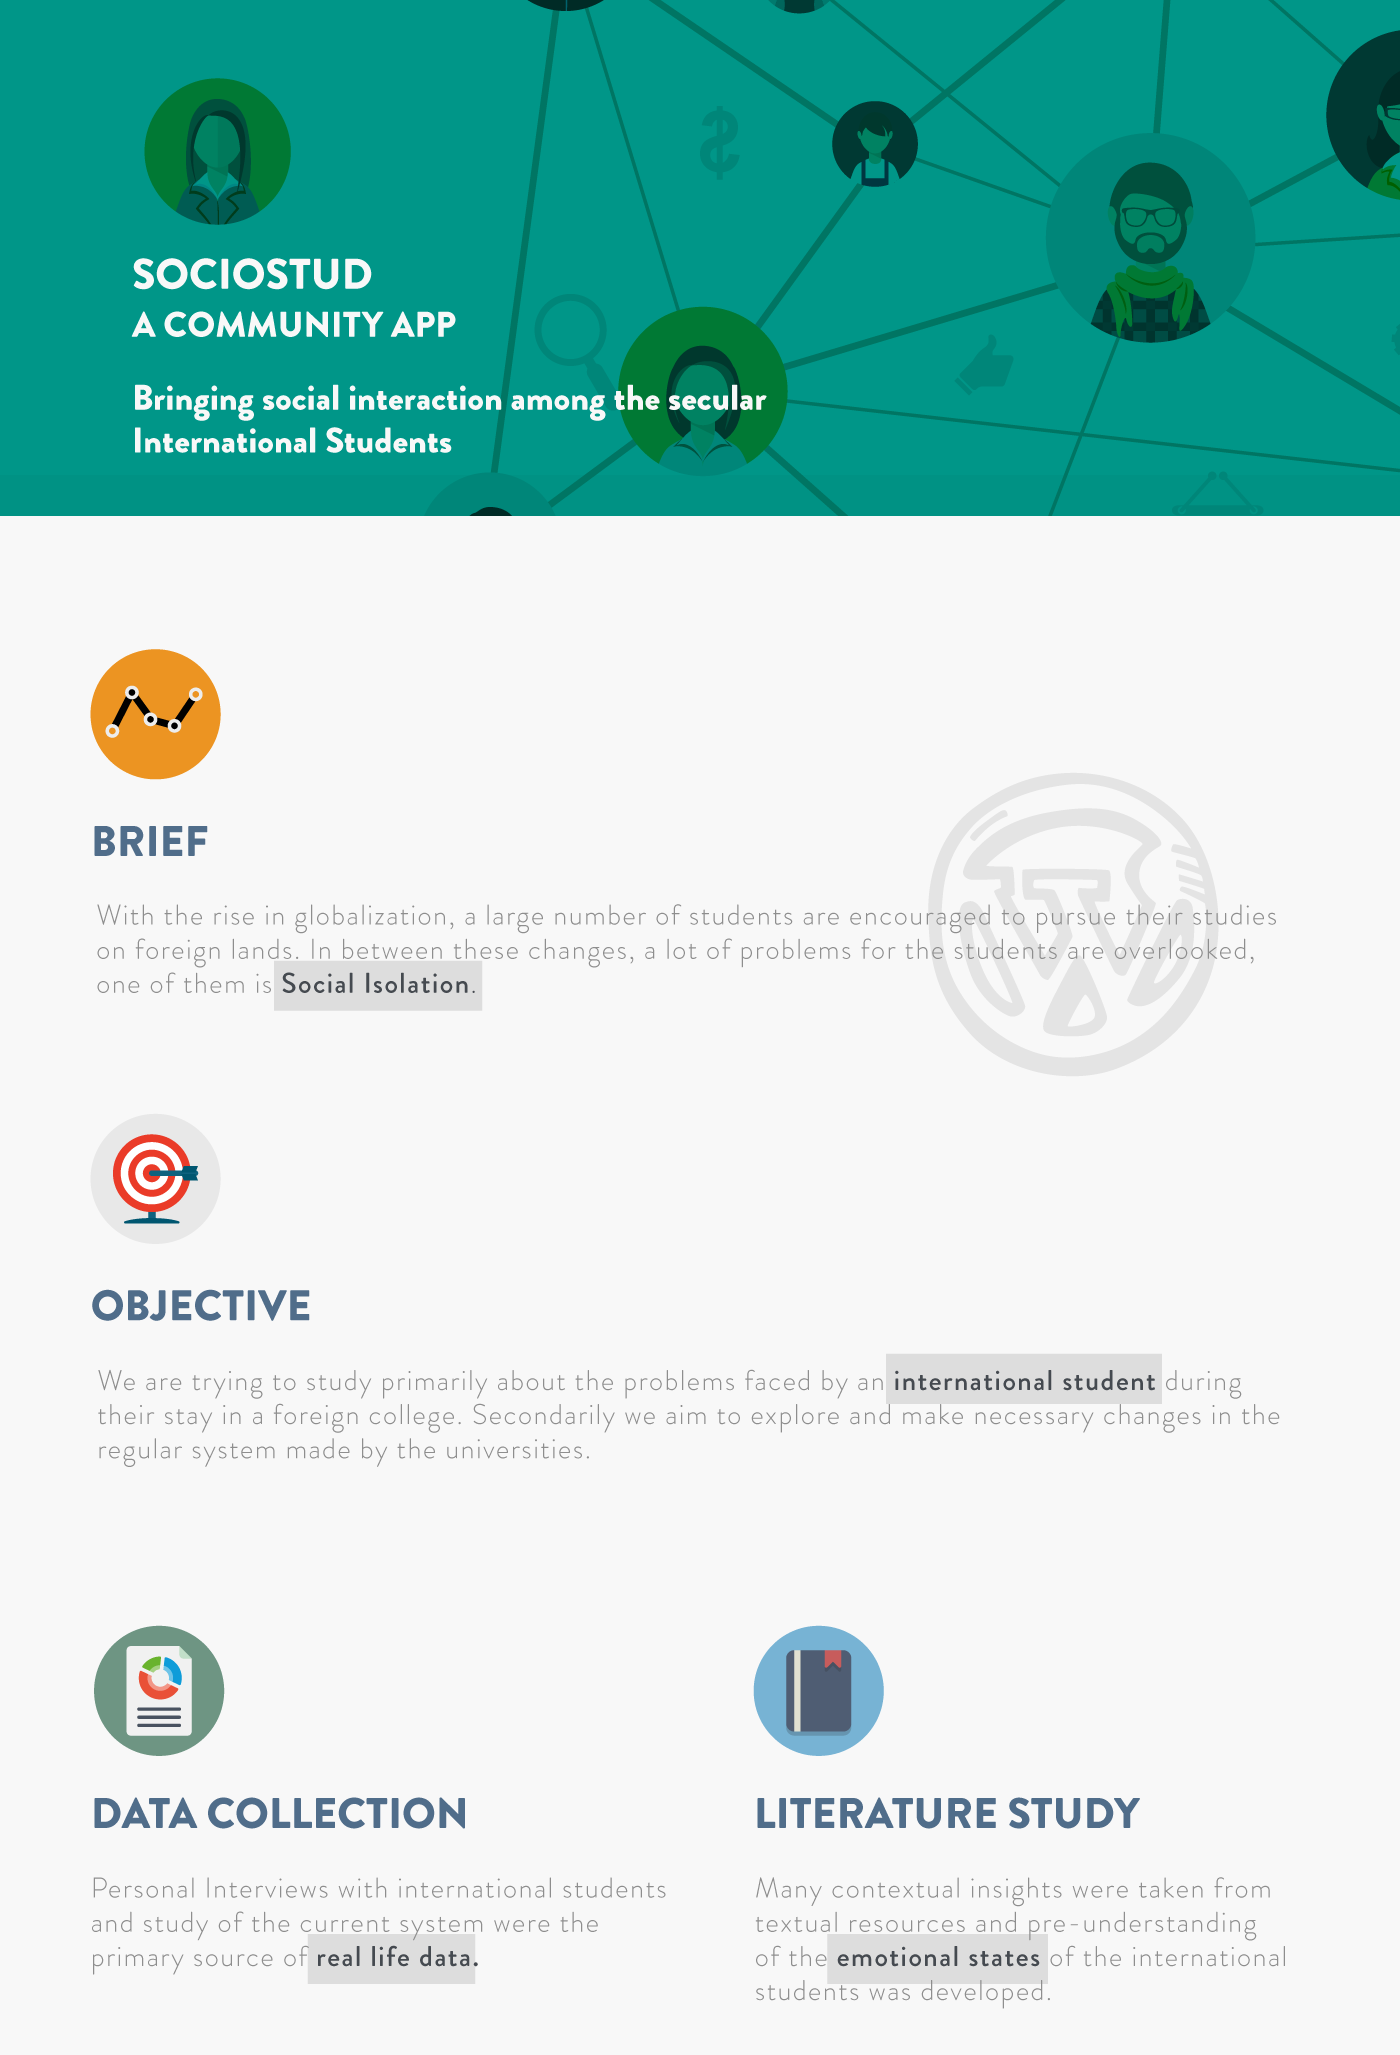 SOCIOSTUD
A COMMUNITY APP
Bringing social interaction among the secular
International Students
BRIEF
With the rise in globalization, a large number of students are encouraged to pursue their studies
on foreign lands. In between these changes, a lot of problems for the students are overlooked,
one of them is Social Isolation.
OBJECTIVE
We are trying to study primarily about the problems faced by an international student during
their stay in a foreign college. Secondarily we aim to explore and make necessary changes in the
regular system made by the universities.
DATA COLLECTION
Personal Interviews with international students
and study of the current system were the
primary source of real life data.
LITERATURE STUDY
Many contextual insights were taken from
textual resources and pre-understanding
of the emotional states of the international
students was developed.